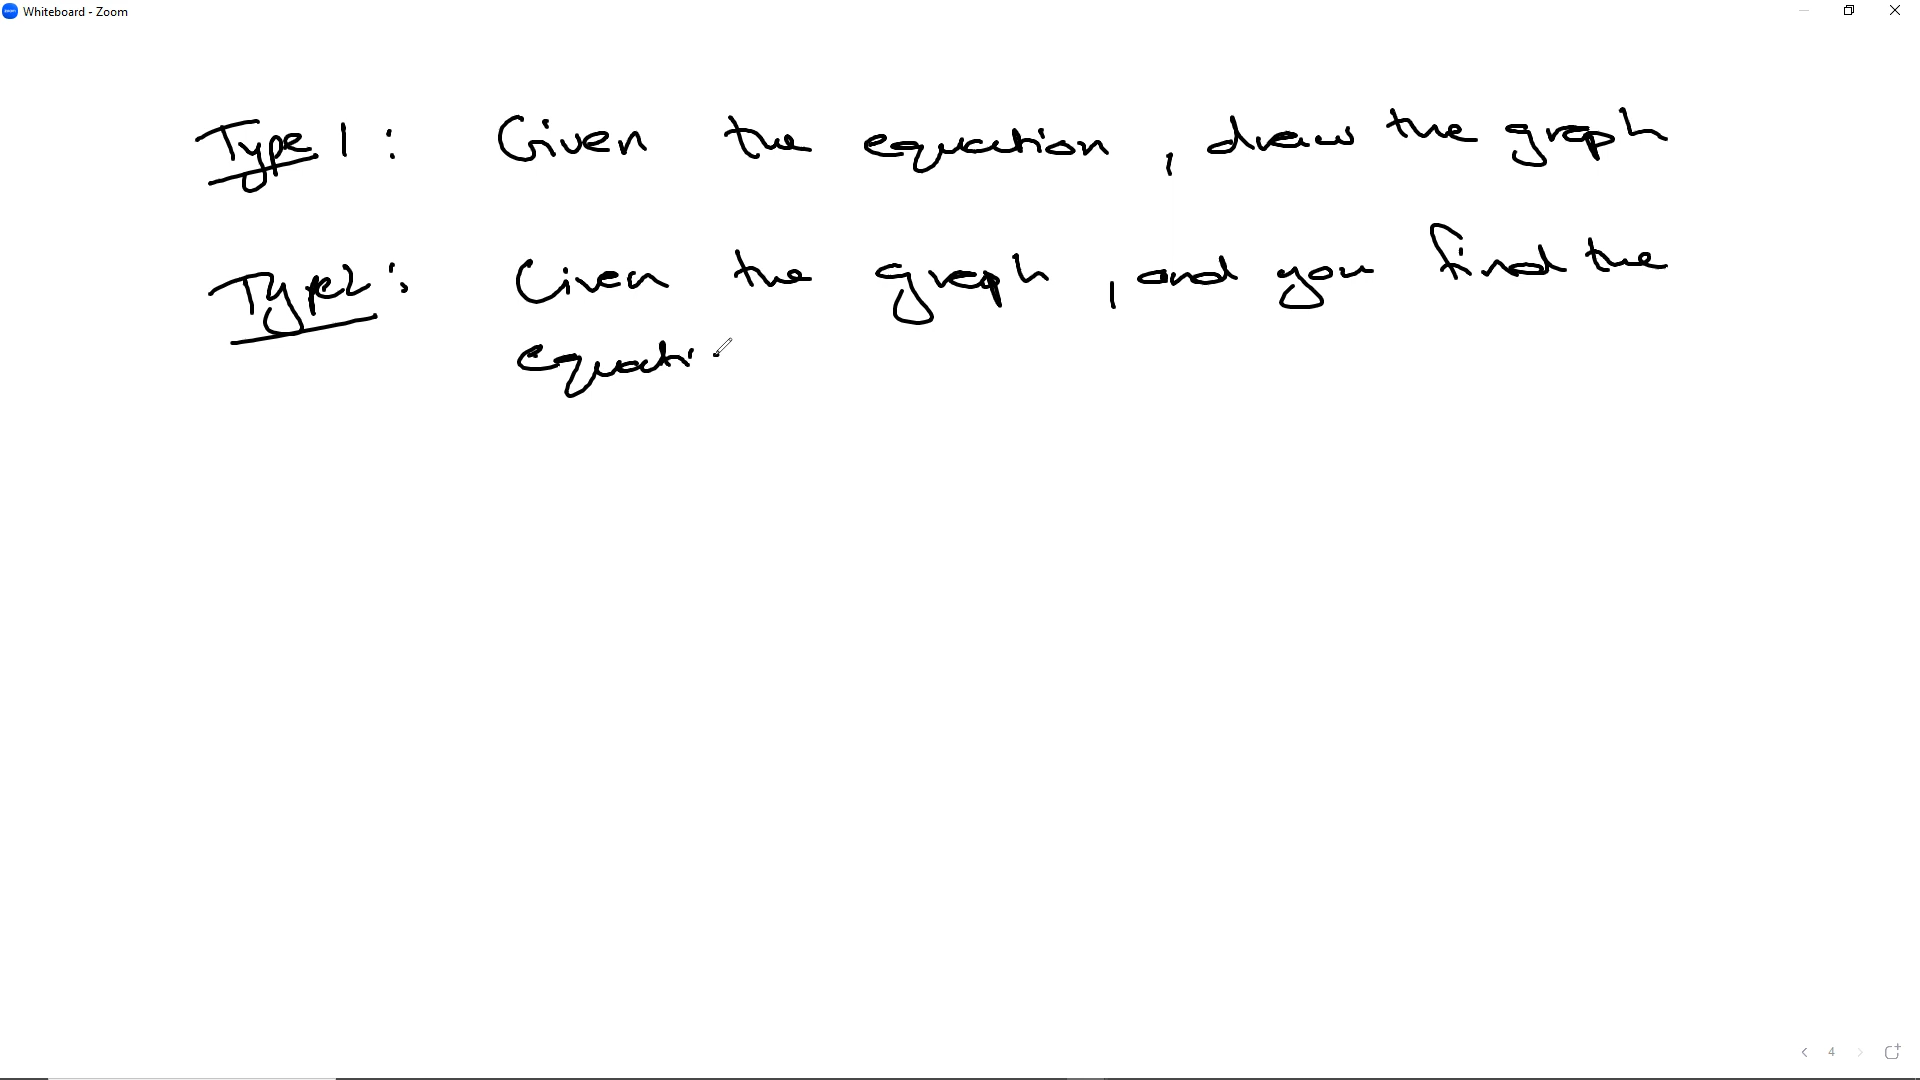 Whiteboard - Zoom
Type 1 : Given the equation , draw the graph
Type 2 : Given the graph , and you find the
equati
4